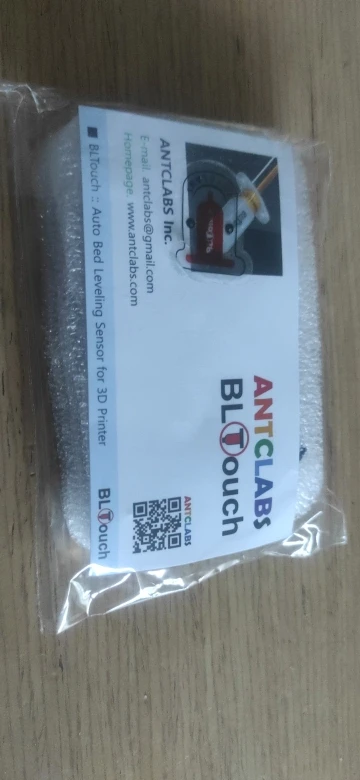 ANTCLABS
BLTouch
ANTCLABS Inc.
E-mail. antclabs@gmail.com
Homepage. www.antclabs.com
ANTCLABS
■ BLTouch :: Auto Bed Leveling Sensor for 3D Printer
BLTouch